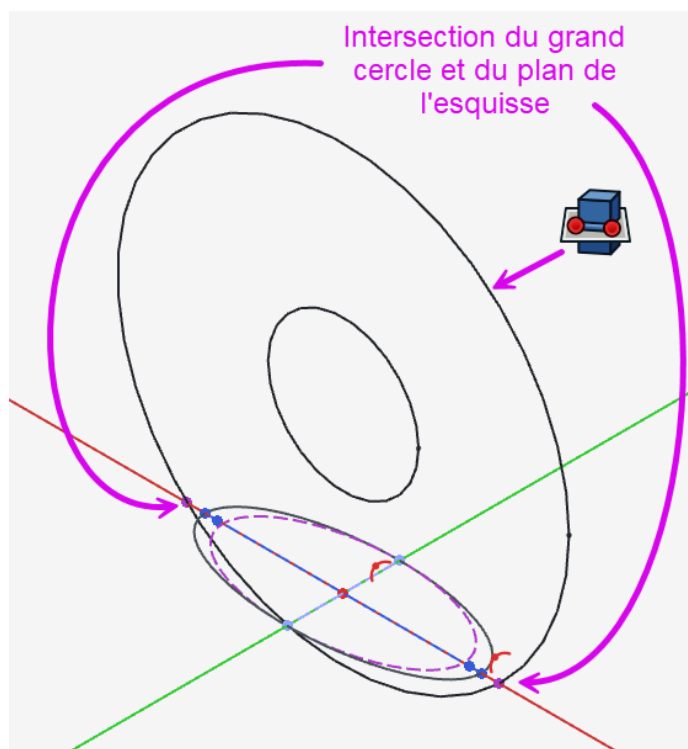 Intersection du grand
cercle et du plan de
l'esquisse